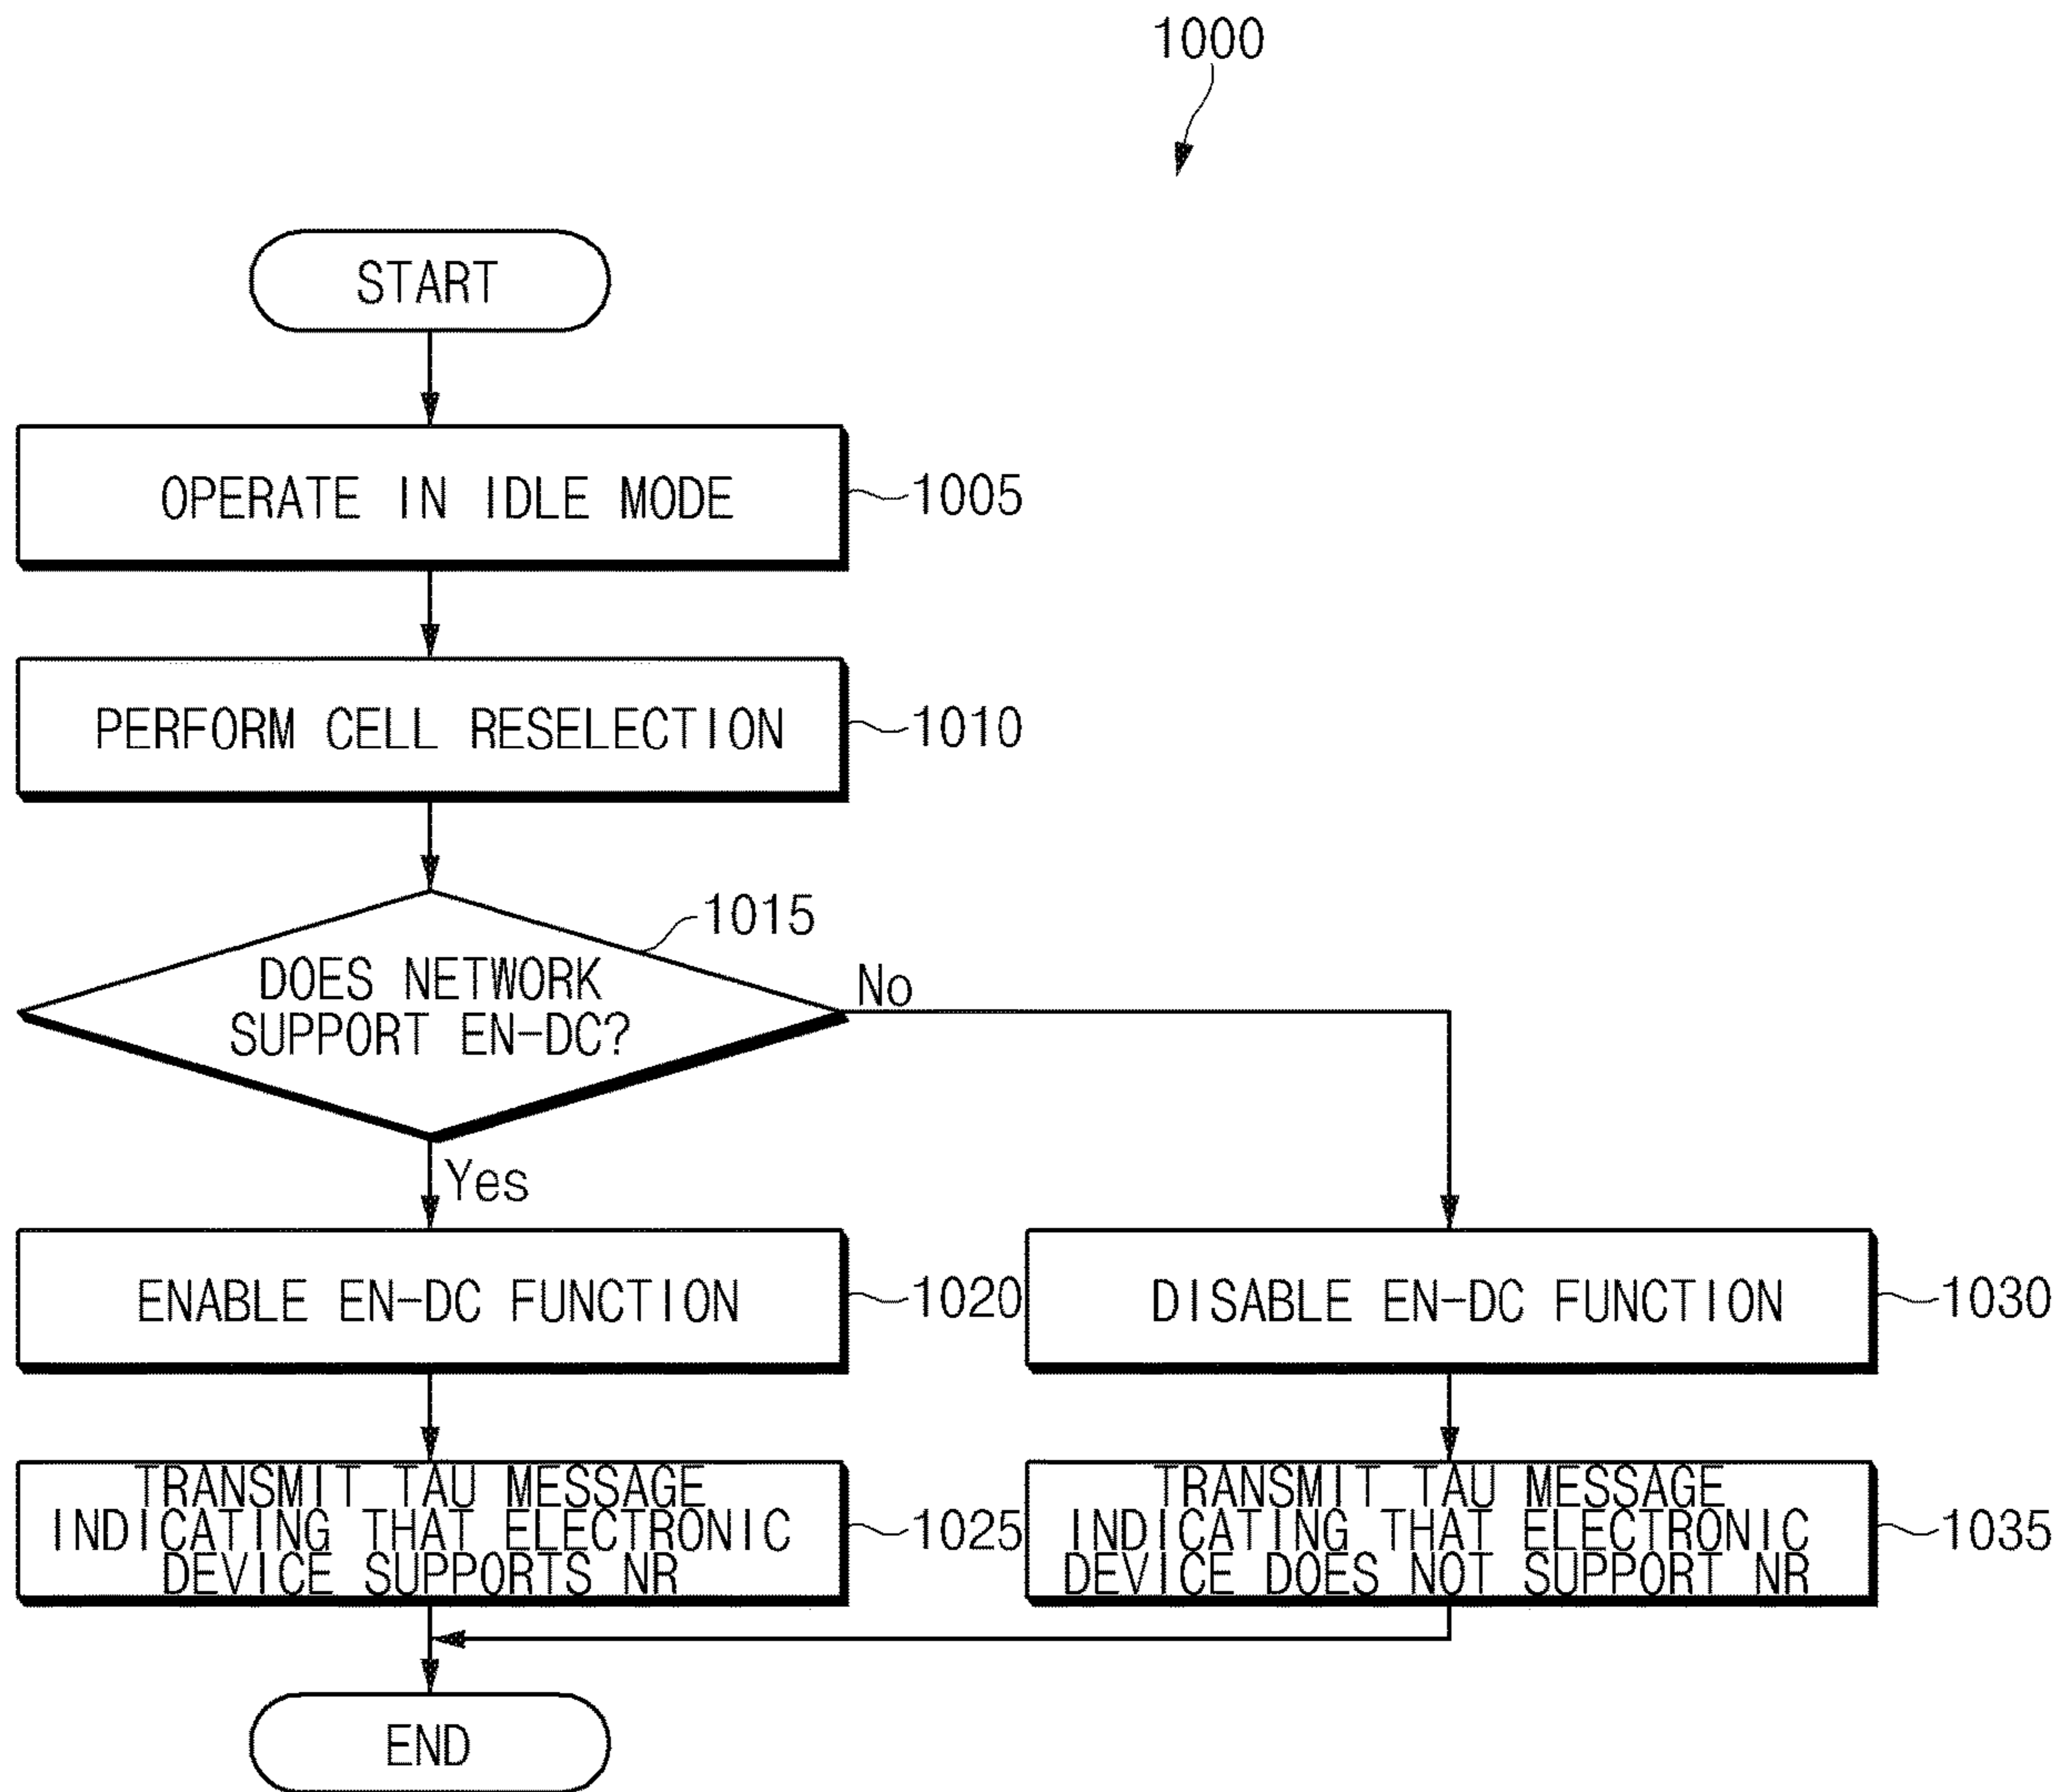 1000
START
OPERATE IN IDLE MODE
1005
PERFORM CELL RESELECTION
1010
1015
DOES NETWORK
SUPPORT EN-DC?
No
Yes
ENABLE EN-DC FUNCTION
1020
DISABLE EN-DC FUNCTION
1030
TRANSMIT TAU MESSAGE
INDICATING THAT ELECTRONIC
DEVICE SUPPORTS NR
1025
TRANSMIT TAU MESSAGE
INDICATING THAT ELECTRONIC
DEVICE DOES NOT SUPPORT NR
1035
END